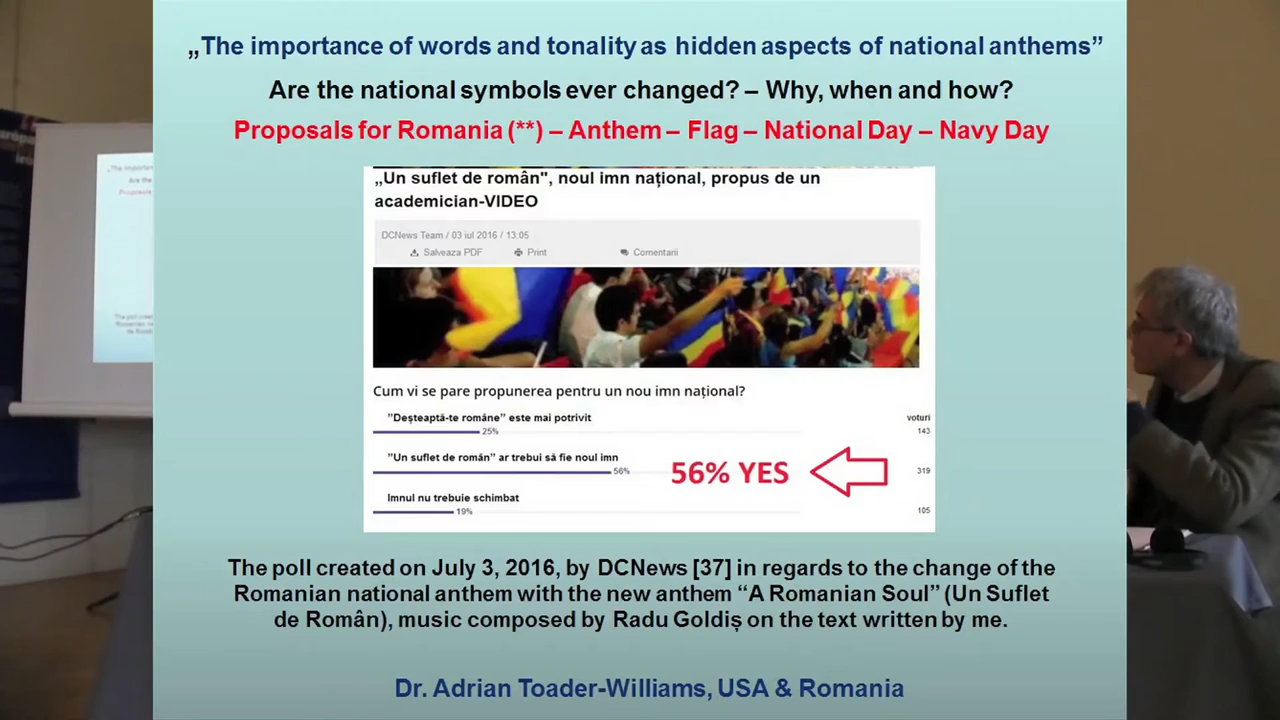 „The importance of words and tonality as hidden aspects of national anthems”
Are the national symbols ever changed? – Why, when and how?
Proposals for Romania (**) – Anthem – Flag – National Day – Navy Day
„Un suflet de român", noul imn național, propus de un
academician-VIDEO
DCNews Team / 03 iul 2016 / 13:05
Salveaza PDF Print Comentarii
Cum vi se pare propunerea pentru un nou imn național?
”Deșteaptă-te române” este mai potrivit voturi
25% 143
”Un suflet de român” ar trebui să fie noul imn
56% 56% YES 319
Imnul nu trebuie schimbat
19% 105
The poll created on July 3, 2016, by DCNews [37] in regards to the change of the
Romanian national anthem with the new anthem “A Romanian Soul” (Un Suflet
de Român), music composed by Radu Goldiș on the text written by me.
Dr. Adrian Toader-Williams, USA & Romania